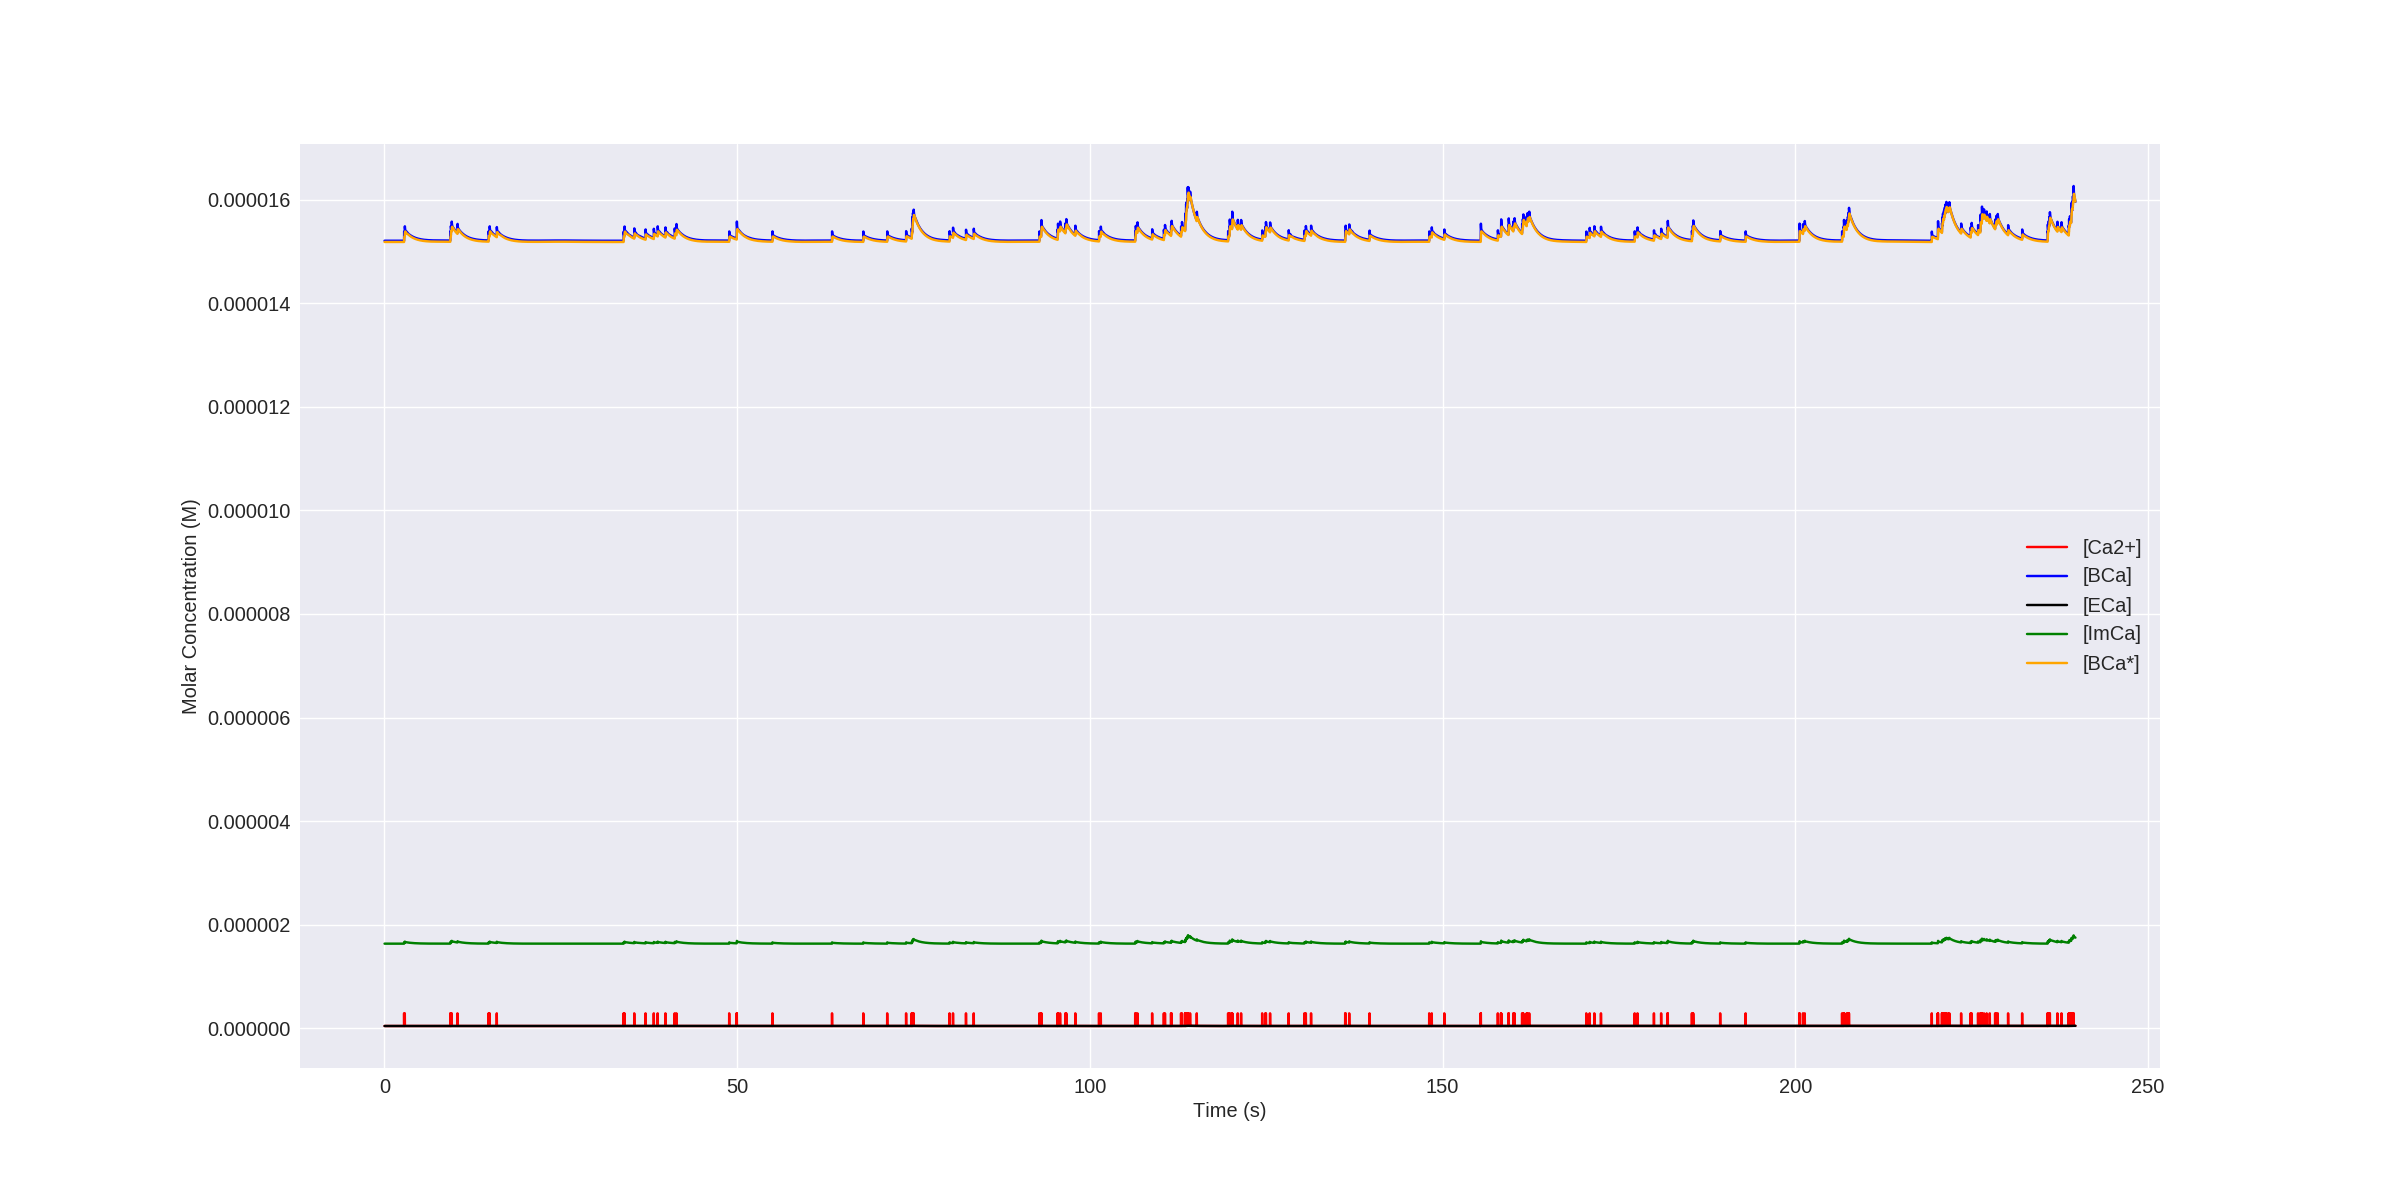 0.000016
0.000014
0.000012
0.000010
0.000008
0.000006
0.000004
0.000002
0.000000
Molar Concentration (M)
[Ca2+]
[BCa]
[ECa]
[ImCa]
[BCa*]
0 50 100 150 200 250
Time (s)